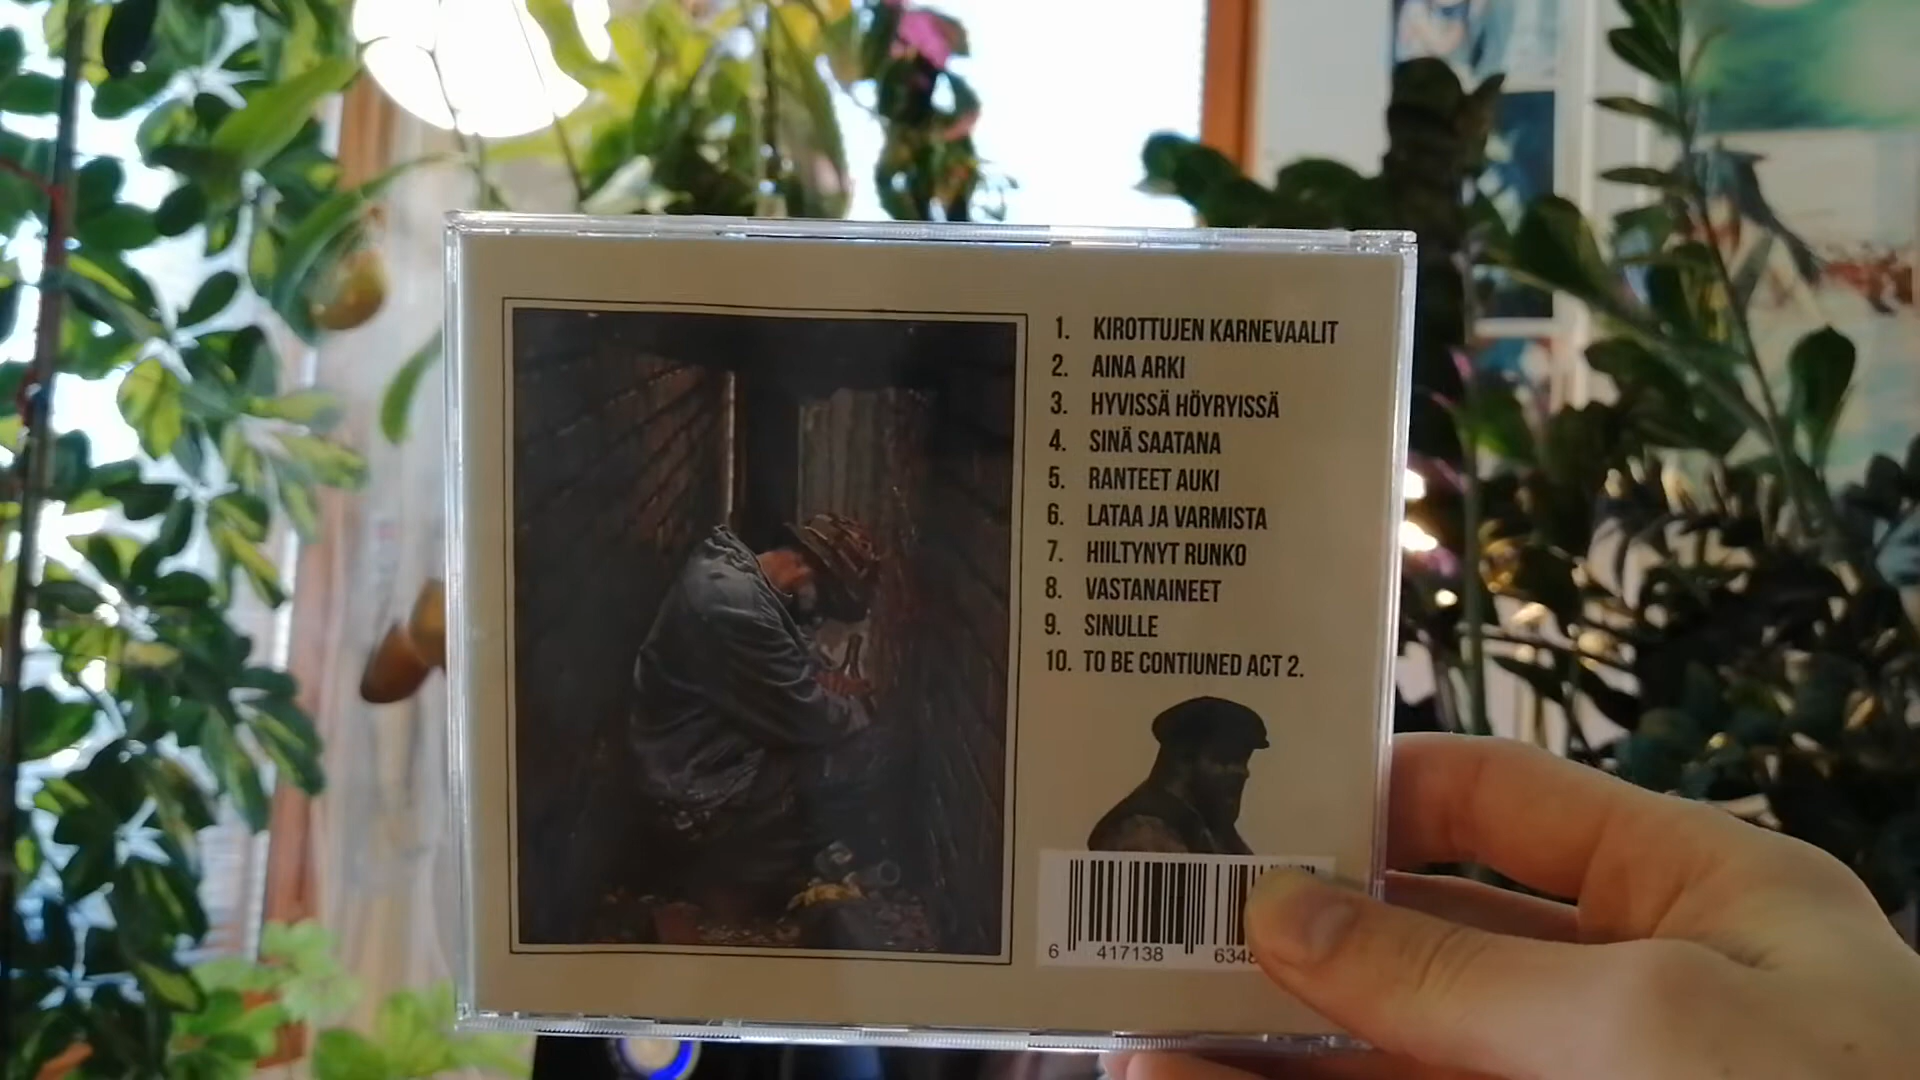 1. KIROTTUJEN KARNEVAALIT
2. AINA ARKI
3. HYVISSÄ HÖYRYISSÄ
4. SINÄ SAATANA
5. RANTEET AUKI
6. LATAA JA VARMISTA
7. HIILTYNYT RUNKO
8. VASTANAINEET
9. SINULLE
10. TO BE CONTIUNED ACT 2.
6 417138 6348